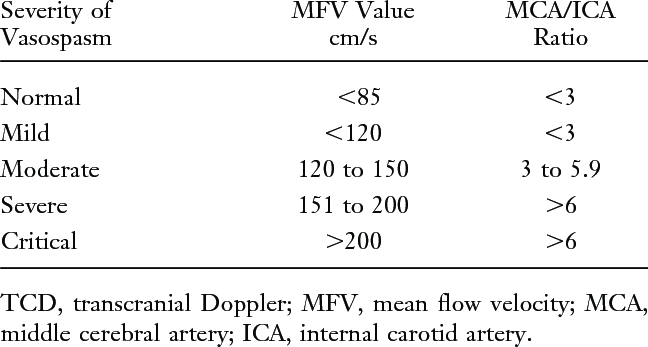 Severity of Vasospasm MFV Value cm/s MCA/ICA Ratio
Normal <85 <3
Mild <120 <3
Moderate 120 to 150 3 to 5.9
Severe 151 to 200 >6
Critical >200 >6
TCD, transcranial Doppler; MFV, mean flow velocity; MCA,
middle cerebral artery; ICA, internal carotid artery.